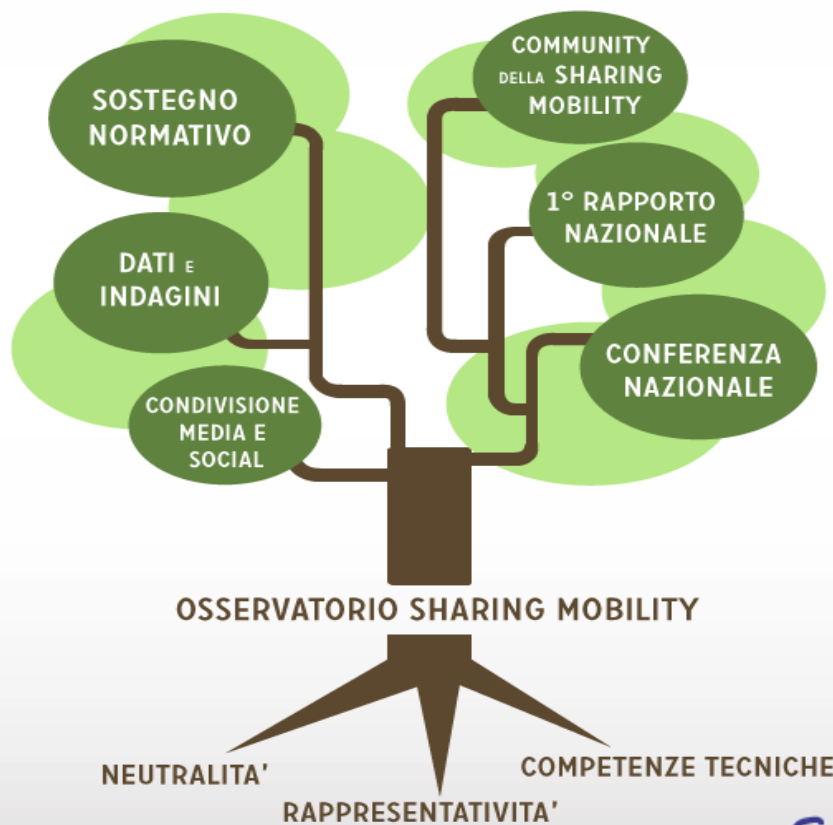 SOSTEGNO
NORMATIVO
DATI E
INDAGINI
CONDIVISIONE
MEDIA E
SOCIAL
COMMUNITY
DELLA SHARING
MOBILITY
1° RAPPORTO
NAZIONALE
CONFERENZA
NAZIONALE
OSSERVATORIO SHARING MOBILITY
NEUTRALITA'
RAPPRESENTATIVITA'
COMPETENZE TECNICHE